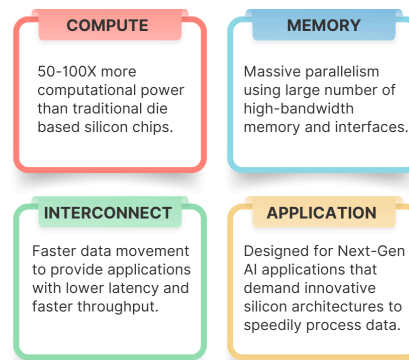 COMPUTE
50-100X more
computational power
than traditional die
based silicon chips.
MEMORY
Massive parallelism
using large number of
high-bandwidth
memory and interfaces.
INTERCONNECT
Faster data movement
to provide applications
with lower latency and
faster throughput.
APPLICATION
Designed for Next-Gen
AI applications that
demand innovative
silicon architectures to
speedily process data.